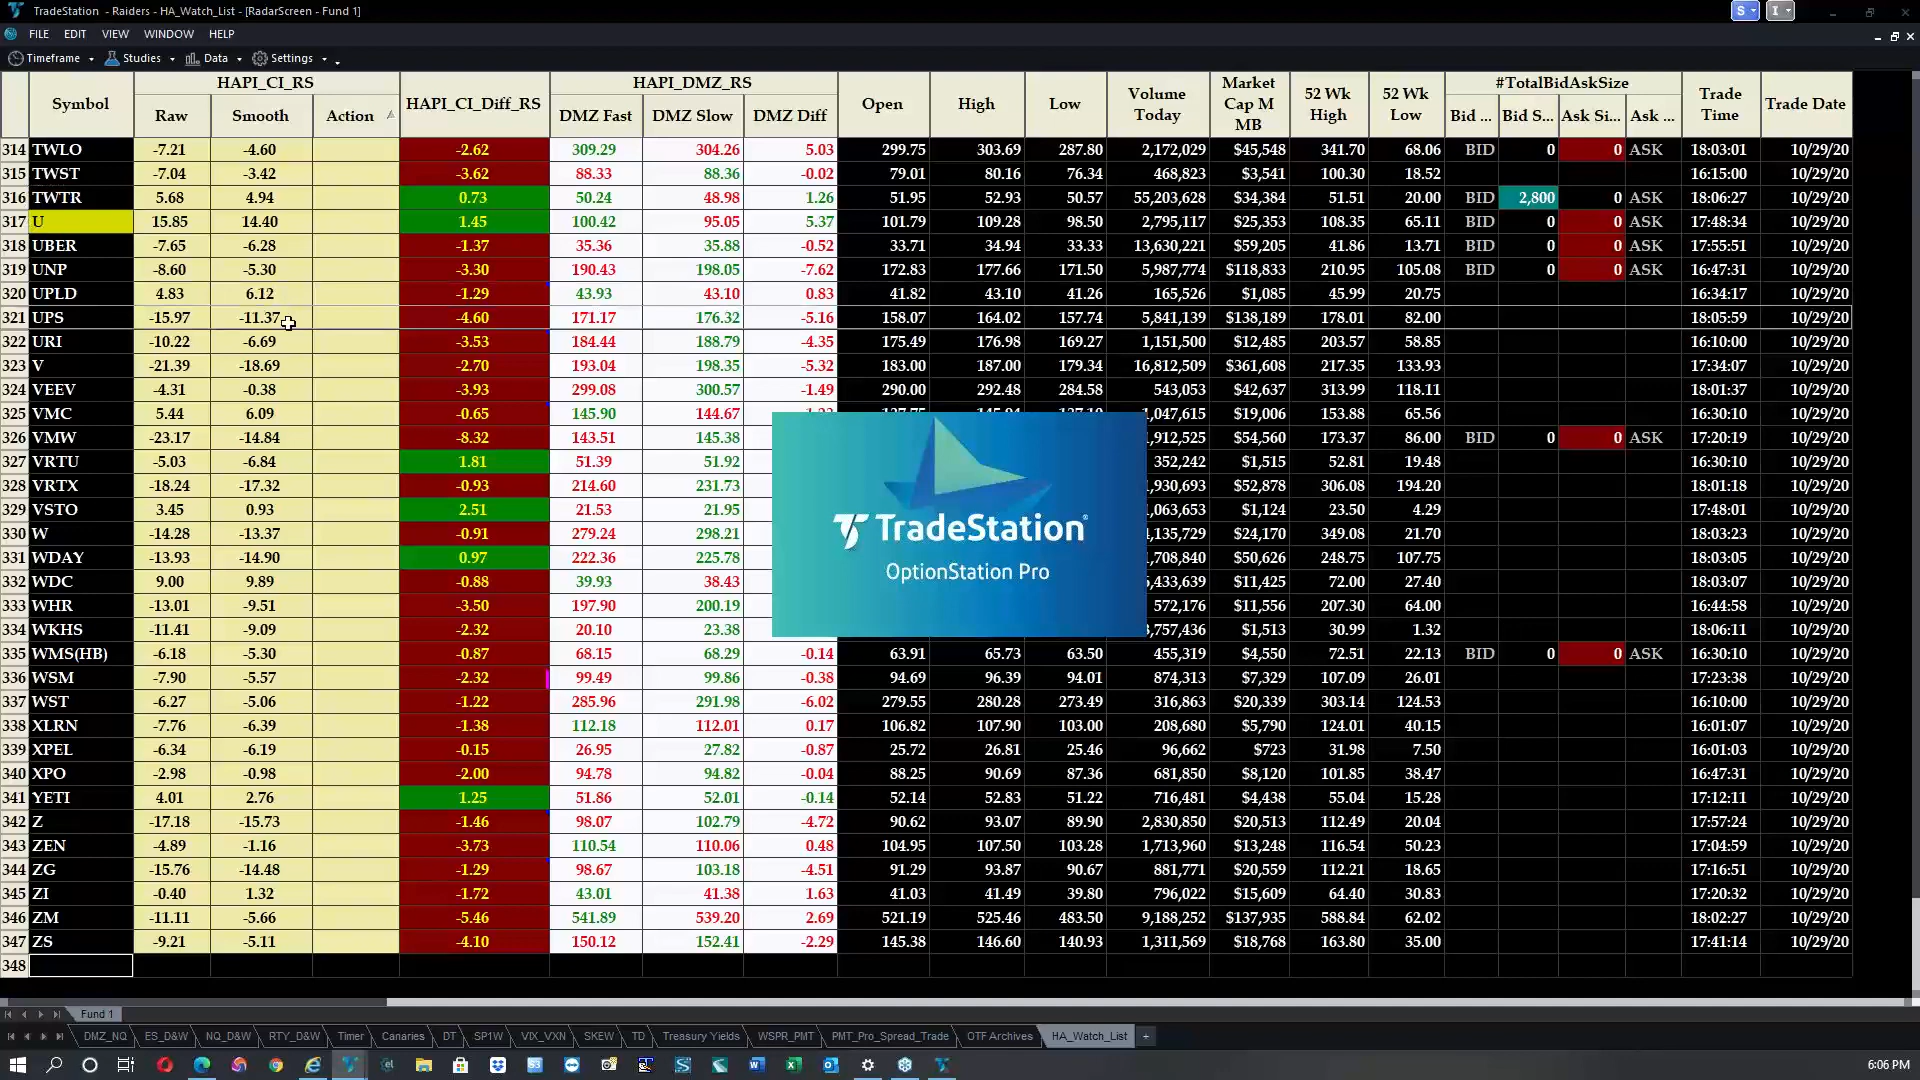 TradeStation - Raiders - HA_Watch_List - [RadarScreen - Fund 1]
S I
FILE EDIT VIEW WINDOW HELP
Timeframe Studies Data Settings
Symbol HAPI_CI_RS HAPI_CI_Diff_RS HAPI_DMZ_RS Open High Low Volume Today Market Cap M MB 52 Wk High 52 Wk Low #TotalBidAskSize Trade Time Trade Date
Raw Smooth Action DMZ Fast DMZ Slow DMZ Diff Bid ... Bid S... Ask Si... Ask ...
314 TWLO -7.21 -4.60 -2.62 309.29 304.26 5.03 299.75 303.69 287.80 2,172,029 $45,548 341.70 68.06 BID 0 0 ASK 18:03:01 10/29/20
315 TWST -7.04 -3.42 -3.62 88.33 88.36 -0.02 79.01 80.16 76.34 468,823 $3,541 100.30 18.52 16:15:00 10/29/20
316 TWTR 5.68 4.94 0.73 50.24 48.98 1.26 51.95 52.93 50.57 55,203,628 $34,384 51.51 20.00 BID 2,800 0 ASK 18:06:27 10/29/20
317 U 15.85 14.40 1.45 100.42 95.05 5.37 101.79 109.28 98.50 2,795,117 $25,353 108.35 65.11 BID 0 0 ASK 17:48:34 10/29/20
318 UBER -7.65 -6.28 -1.37 35.36 35.88 -0.52 33.71 34.94 33.33 13,630,221 $59,205 41.86 13.71 BID 0 0 ASK 17:55:51 10/29/20
319 UNP -8.60 -5.30 -3.30 190.43 198.05 -7.62 172.83 177.66 171.50 5,987,774 $118,833 210.95 105.08 BID 0 0 ASK 16:47:31 10/29/20
320 UPLD 4.83 6.12 -1.29 43.93 43.10 0.83 41.82 43.10 41.26 165,526 $1,085 45.99 20.75 16:34:17 10/29/20
321 UPS -15.97 -11.37 -4.60 171.17 176.32 -5.16 158.07 164.02 157.74 5,841,139 $138,189 178.01 82.00 18:05:59 10/29/20
322 URI -10.22 -6.69 -3.53 184.44 188.79 -4.35 175.49 176.98 169.27 1,151,500 $12,485 203.57 58.85 16:10:00 10/29/20
323 V -21.39 -18.69 -2.70 193.04 198.35 -5.32 183.00 187.00 179.34 16,812,509 $361,608 217.35 133.93 17:34:07 10/29/20
324 VEEV -4.31 -0.38 -3.93 299.08 300.57 -1.49 290.00 292.48 284.58 543,053 $42,637 313.99 118.11 18:01:37 10/29/20
325 VMC 5.44 6.09 -0.65 145.90 144.67 1,047,615 $19,006 153.88 65.56 16:30:10 10/29/20
326 VMW -23.17 -14.84 -8.32 143.51 145.38 912,525 $54,560 173.37 86.00 BID 0 0 ASK 17:20:19 10/29/20
327 VRTU -5.03 -6.84 1.81 51.39 51.92 352,242 $1,515 52.81 19.48 16:30:10 10/29/20
328 VRTX -18.24 -17.32 -0.93 214.60 231.73 930,693 $52,878 306.08 194.20 18:01:18 10/29/20
329 VSTO 3.45 0.93 2.51 21.53 21.95 063,653 $1,124 23.50 4.29 17:48:01 10/29/20
330 W -14.28 -13.37 -0.91 279.24 298.21 135,729 $24,170 349.08 21.70 18:03:23 10/29/20
331 WDAY -13.93 -14.90 0.97 222.36 225.78 708,840 $50,626 248.75 107.75 18:03:05 10/29/20
332 WDC 9.00 9.89 -0.88 39.93 38.43 433,639 $11,425 72.00 27.40 18:03:07 10/29/20
333 WHR -13.01 -9.51 -3.50 197.90 200.19 572,176 $11,556 207.30 64.00 16:44:58 10/29/20
334 WKHS -11.41 -9.09 -2.32 20.10 23.38 757,436 $1,513 30.99 1.32 18:06:11 10/29/20
335 WMS(HB) -6.18 -5.30 -0.87 68.15 68.29 -0.14 63.91 65.73 63.50 455,319 $4,550 72.51 22.13 BID 0 0 ASK 16:30:10 10/29/20
336 WSM -7.90 -5.57 -2.32 99.49 99.86 -0.38 94.69 96.39 94.01 874,313 $7,329 107.09 26.01 17:23:38 10/29/20
337 WST -6.27 -5.06 -1.22 285.96 291.98 -6.02 279.55 280.28 273.49 316,863 $20,339 303.14 124.53 16:10:00 10/29/20
338 XLRN -7.76 -6.39 -1.38 112.18 112.01 0.17 106.82 107.90 103.00 208,680 $5,790 124.01 40.15 16:01:07 10/29/20
339 XPEL -6.34 -6.19 -0.15 26.95 27.82 -0.87 25.72 26.81 25.46 96,662 $723 31.98 7.50 16:01:03 10/29/20
340 XPO -2.98 -0.98 -2.00 94.78 94.82 -0.04 88.25 90.69 87.36 681,850 $8,120 101.85 38.47 16:47:31 10/29/20
341 YETI 4.01 2.76 1.25 51.86 52.01 -0.14 52.14 52.83 51.22 716,481 $4,438 55.04 15.28 17:12:11 10/29/20
342 Z -17.18 -15.73 -1.46 98.07 102.79 -4.72 90.62 93.07 89.90 2,830,850 $20,513 112.49 20.04 17:57:24 10/29/20
343 ZEN -4.89 -1.16 -3.73 110.54 110.06 0.48 104.95 107.50 103.28 1,713,960 $13,248 116.54 50.23 17:04:59 10/29/20
344 ZG -15.76 -14.48 -1.29 98.67 103.18 -4.51 91.29 93.87 90.67 881,771 $20,559 112.21 18.65 17:16:51 10/29/20
345 ZI -0.40 1.32 -1.72 43.01 41.38 1.63 41.03 41.49 39.80 796,022 $15,609 64.40 30.83 17:20:32 10/29/20
346 ZM -11.11 -5.66 -5.46 541.89 539.20 2.69 521.19 525.46 483.50 9,188,252 $137,935 588.84 62.02 18:02:27 10/29/20
347 ZS -9.21 -5.11 -4.10 150.12 152.41 -2.29 145.38 146.60 140.93 1,311,569 $18,768 163.80 35.00 17:41:14 10/29/20
348
TradeStation®
OptionStation Pro
Fund 1
DMZ_NQ ES_D&W NQ_D&W RTY_D&W Timer Canaries DT SP1W VIX_VXN SKEW TD Treasury Yields WSPR_PMT PMT_Pro_Spread_Trade OTF Archives HA_Watch_List +
6:06 PM